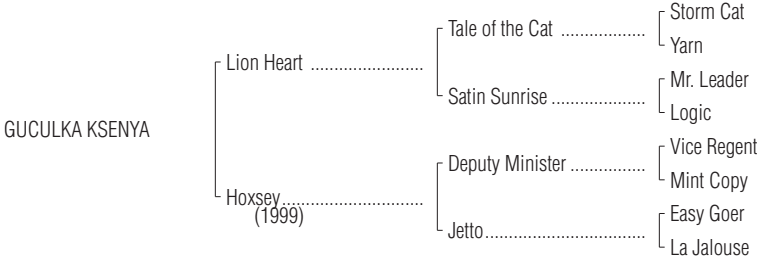 Storm Cat
Tale of the Cat ...................
Yarn
Lion Heart .........................
Mr. Leader
Satin Sunrise .....................
Logic
GUCULKA KSENYA
Vice Regent
Deputy Minister .................
Mint Copy
Hoxsey................................
(1999)
Easy Goer
Jetto....................................
La Jalouse